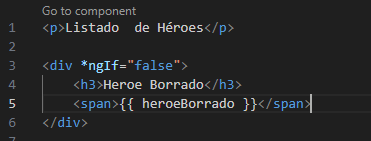 Go to component
1 <p>Listado  de Héroes</p>
2
3 <div *ngIf="false">
4     <h3>Heroe Borrado</h3>
5     <span>{{ heroeBorrado }}</span>
6 </div>